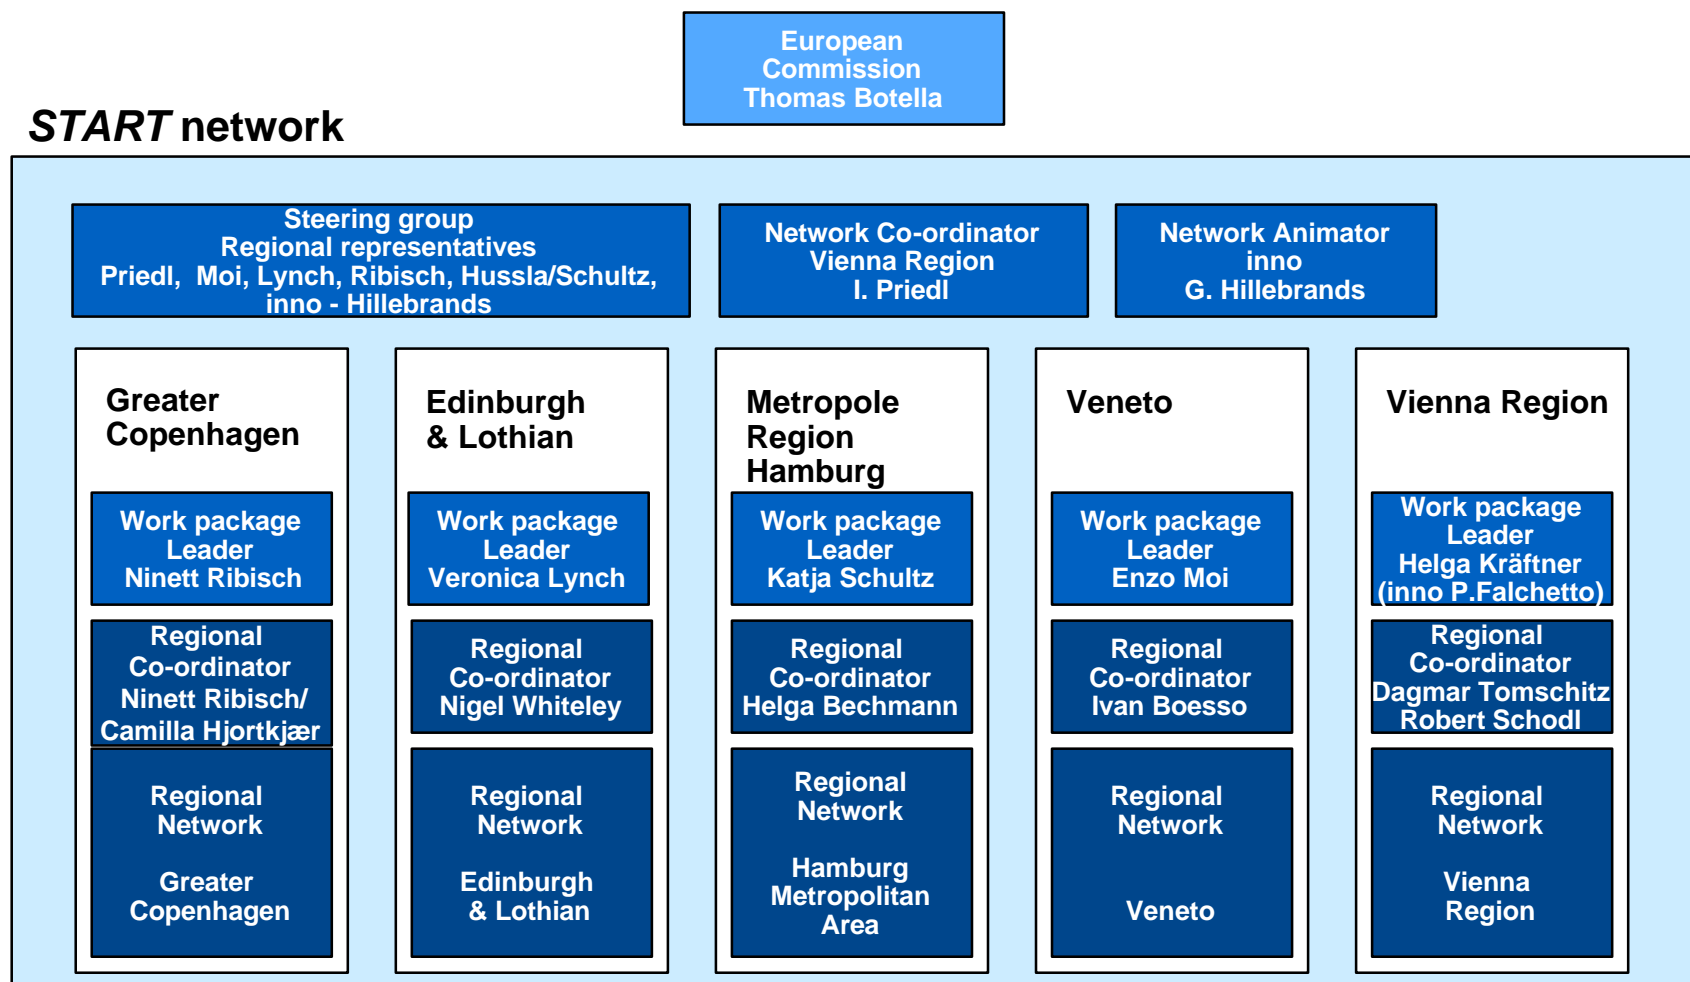 European
Commission
Thomas Botella
START network
Steering group
Regional representatives
Priedl, Moi, Lynch, Ribisch, Hussla/Schultz,
inno - Hillebrands
Network Co-ordinator
Vienna Region
I. Priedl
Network Animator
inno
G. Hillebrands
Greater
Copenhagen
Work package
Leader
Ninett Ribisch
Regional
Co-ordinator
Ninett Ribisch/
Camilla Hjortkjær
Regional
Network
Greater
Copenhagen
Edinburgh
& Lothian
Work package
Leader
Veronica Lynch
Regional
Co-ordinator
Nigel Whiteley
Regional
Network
Edinburgh
& Lothian
Metropole
Region
Hamburg
Work package
Leader
Katja Schultz
Regional
Co-ordinator
Helga Bechmann
Regional
Network
Hamburg
Metropolitan
Area
Veneto
Work package
Leader
Enzo Moi
Regional
Co-ordinator
Ivan Boesso
Regional
Network
Veneto
Vienna Region
Work package
Leader
Helga Kräftner
(inno P.Falchetto)
Regional
Co-ordinator
Dagmar Tomschitz
Robert Schodl
Regional
Network
Vienna
Region